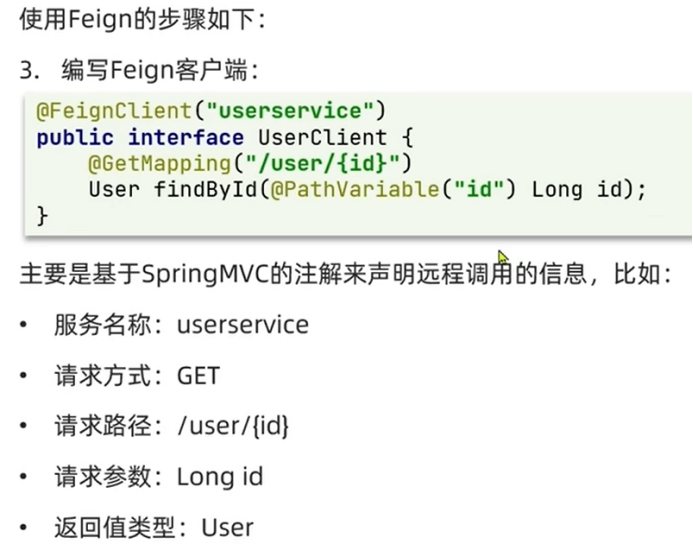 使用Feign的步骤如下：
3. 编写Feign客户端：
@FeignClient("userservice")
public interface UserClient {
    @GetMapping("/user/{id}")
    User findById(@PathVariable("id") Long id);
}
主要是基于SpringMVC的注解来声明远程调用的信息，比如：
• 服务名称：userservice
• 请求方式：GET
• 请求路径：/user/{id}
• 请求参数：Long id
• 返回值类型：User